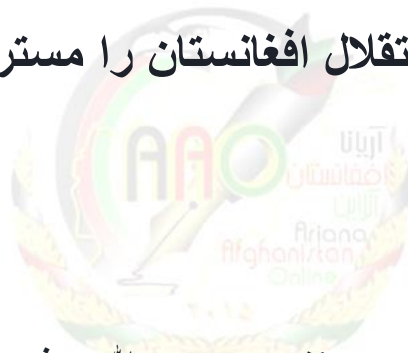 تقلال افغانستان را مستر
AAO
آریانا
افغانستان
آنلاین
Ariana
Afghanistan
Online